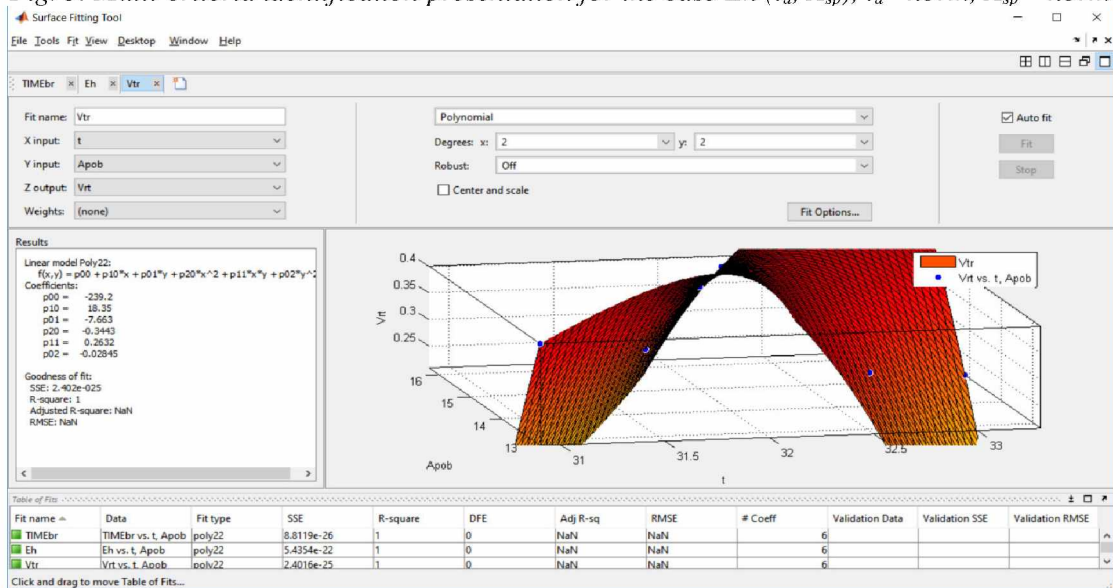 Surface Fitting Tool
File Tools Fit View Desktop Window Help
TIMEbr Eh Vtr
Fit name: Vtr
X input: t
Y input: Apob
Z output: Vrt
Weights: (none)
Polynomial
Degrees: x: 2 y: 2
Robust: Off
Center and scale
Fit Options...
Auto fit
Fit
Stop
Results
Linear model Poly22:
f(x,y) = p00 + p10*x + p01*y + p20*x^2 + p11*x*y + p02*y^2
Coefficients:
p00 = -239.2
p10 = 18.35
p01 = -7.663
p20 = -0.3443
p11 = 0.2632
p02 = -0.02845
Goodness of fit:
SSE: 2.402e-025
R-square: 1
Adjusted R-square: NaN
RMSE: NaN
Vtr
Vrt vs. t, Apob
0.4
0.35
0.3
0.25
Vrt
16
15
14
13
Apob
31
31.5
32
32.5
33
t
Table of Fits
Fit name Data Fit type SSE R-square DFE Adj R-sq RMSE # Coeff Validation Data Validation SSE Validation RMSE
TIMEbr TIMEbr vs. t, Apob poly22 8.8119e-26 1 0 NaN NaN 6
Eh Eh vs. t, Apob poly22 5.4354e-22 1 0 NaN NaN 6
Vtr Vrt vs. t, Apob poly22 2.4016e-25 1 0 NaN NaN 6
Click and drag to move Table of Fits...